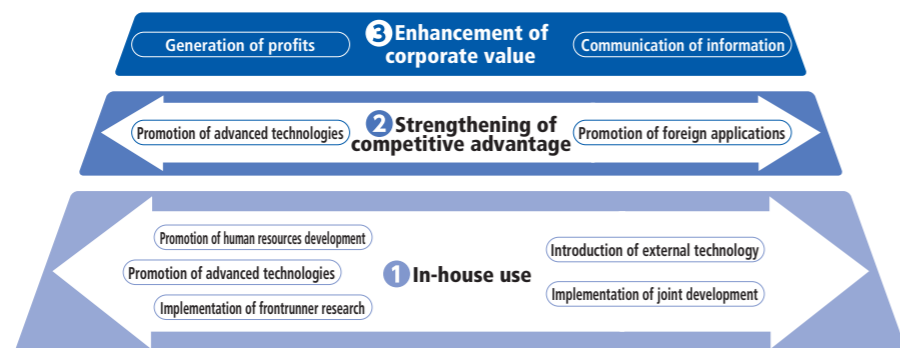 Generation of profits
3 Enhancement of
corporate value
Communication of information
Promotion of advanced technologies
2 Strengthening of
competitive advantage
Promotion of foreign applications
Promotion of human resources development
Promotion of advanced technologies
Implementation of frontrunner research
1 In-house use
Introduction of external technology
Implementation of joint development